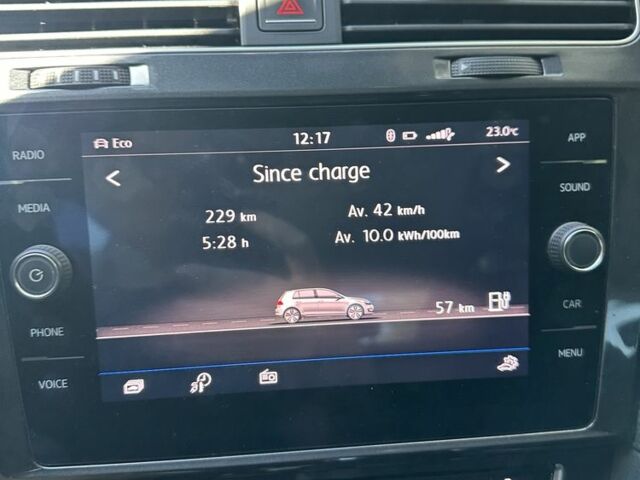 Eco 12:17 23.0°C
Since charge
229 km Av. 42 km/h
5:28 h Av. 10.0 kWh/100km
57 km
RADIO
MEDIA
PHONE
VOICE
APP
SOUND
CAR
MENU